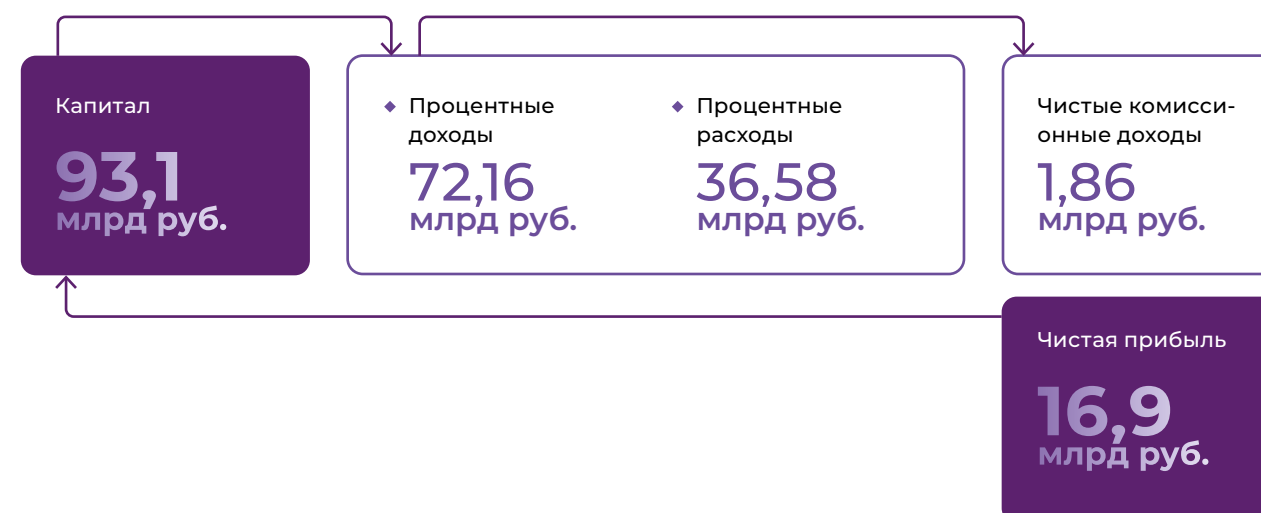 Капитал
93,1
млрд руб.
Процентные
доходы
72,16
млрд руб.
Процентные
расходы
36,58
млрд руб.
Чистые комисси-
онные доходы
1,86
млрд руб.
Чистая прибыль
16,9
млрд руб.